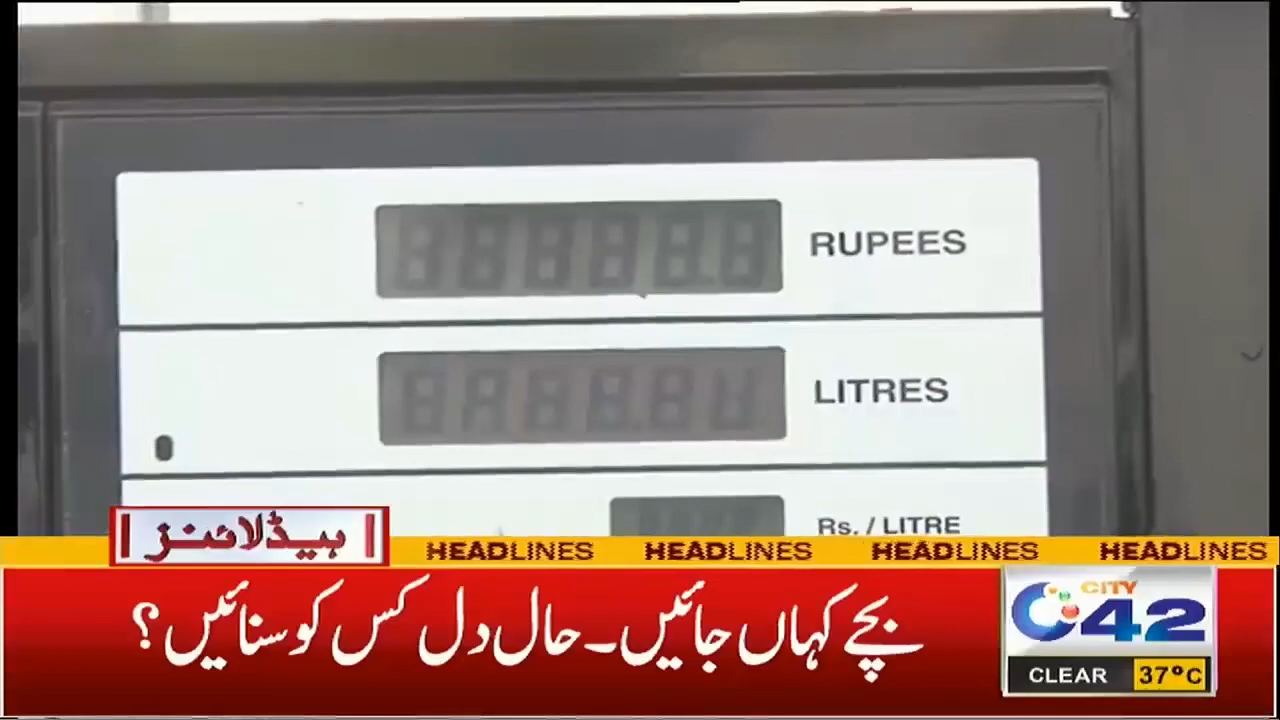 RUPEES
LITRES
Rs. / LITRE
ہیڈلائنز
HEADLINES HEADLINES HEADLINES HEADLINES
بچے کہاں جائیں۔ حال دل کس کو سنائیں؟
CITY
42
CLEAR 37°C